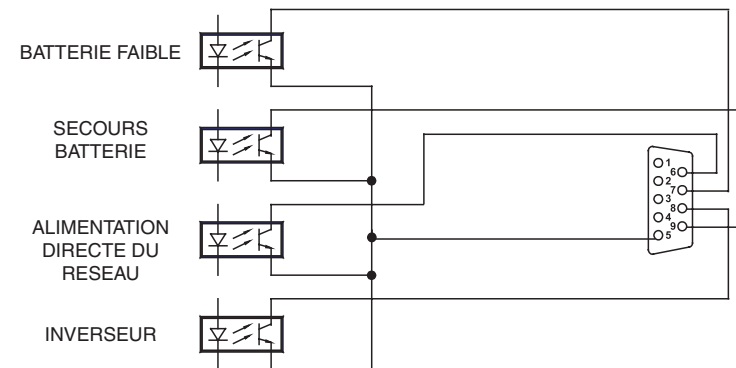 BATTERIE FAIBLE
SECOURS
BATTERIE
ALIMENTATION
DIRECTE DU
RESEAU
INVERSEUR
1
6
2
7
3
8
4
9
5